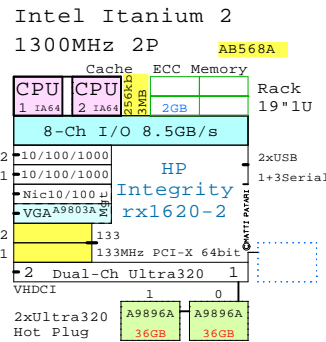 Intel Itanium 2
1300MHz 2P
AB568A
Cache ECC Memory
CPU CPU 256kb 3MB
1 IA64 2 IA64
2GB
Rack
19"1U
8-Ch I/O 8.5GB/s
2 10/100/1000
1 10/100/1000
Nic10/100
VGA A9803A
Mgt
HP
Integrity
rx1620-2
2xUSB
1+3Serial
©MATTI PATARI
2 133
1 133MHz PCI-X 64bit
2 Dual-Ch Ultra320 1
VHDCI 1 0
2xUltra320
Hot Plug
A9896A A9896A
36GB 36GB